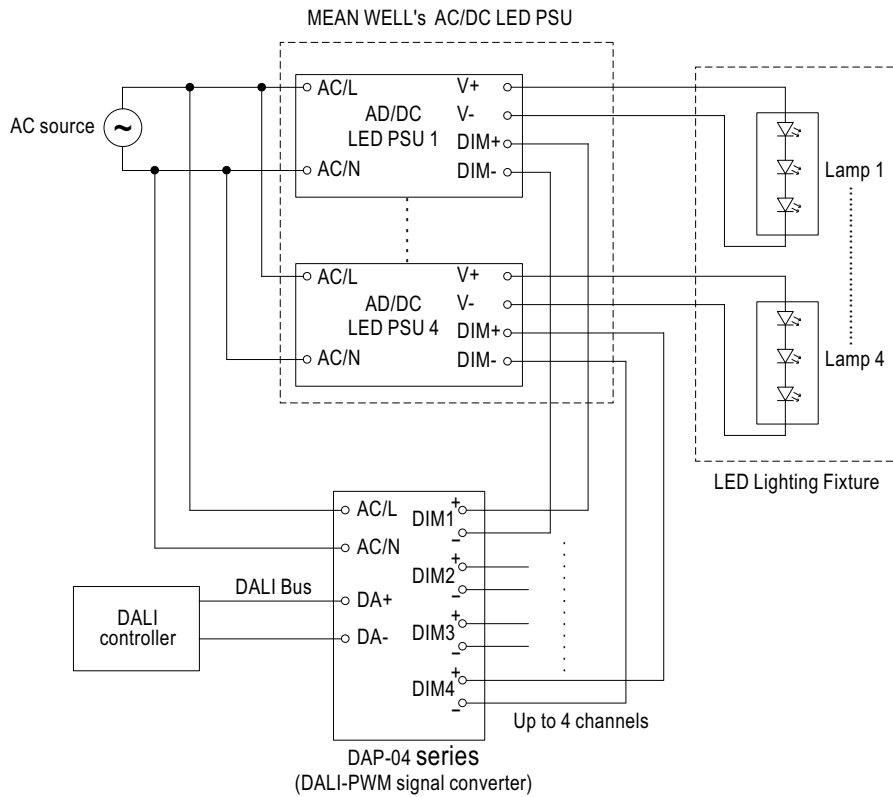 MEAN WELL's AC/DC LED PSU
AC source
~
AC/L
AD/DC
LED PSU 1
AC/N
V+
V-
DIM+
DIM-
Lamp 1
AC/L
AD/DC
LED PSU 4
AC/N
V+
V-
DIM+
DIM-
Lamp 4
LED Lighting Fixture
AC/L
AC/N
DALI Bus
DA+
DA-
DALI
controller
+
DIM1
-
+
DIM2
-
+
DIM3
-
+
DIM4
-
Up to 4 channels
DAP-04 series
(DALI-PWM signal converter)